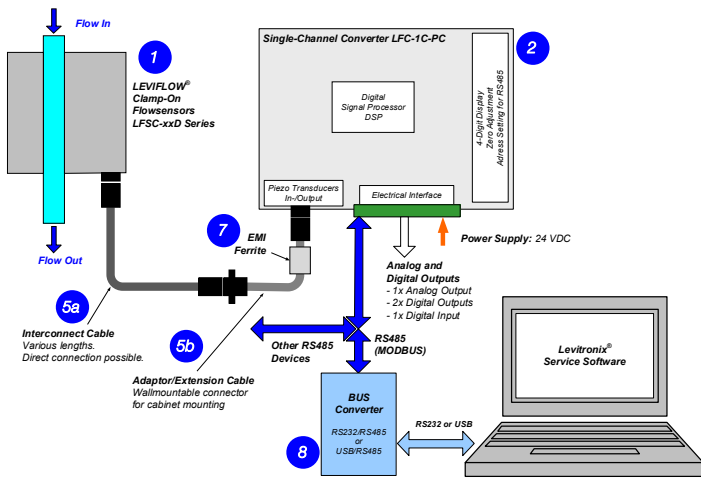 Flow In
1
LEVIFLOW®
Clamp-On
Flowsensors
LFSC-xxD Series
Flow Out
Single-Channel Converter LFC-1C-PC
2
Digital
Signal Processor
DSP
4-Digit Display
Zero Adjustment
Adress Setting for RS485
Piezo Transducers
In-/Output
Electrical Interface
7
EMI
Ferrite
Power Supply: 24 VDC
Analog and
Digital Outputs
- 1x Analog Output
- 2x Digital Outputs
- 1x Digital Input
5a
Interconnect Cable
Various lengths.
Direct connection possible.
5b
Adaptor/Extension Cable
Wallmountable connector
for cabinet mounting
Other RS485
Devices
RS485
(MODBUS)
BUS
Converter
RS232/RS485
or
USB/RS485
8
RS232 or USB
Levitronix®
Service Software